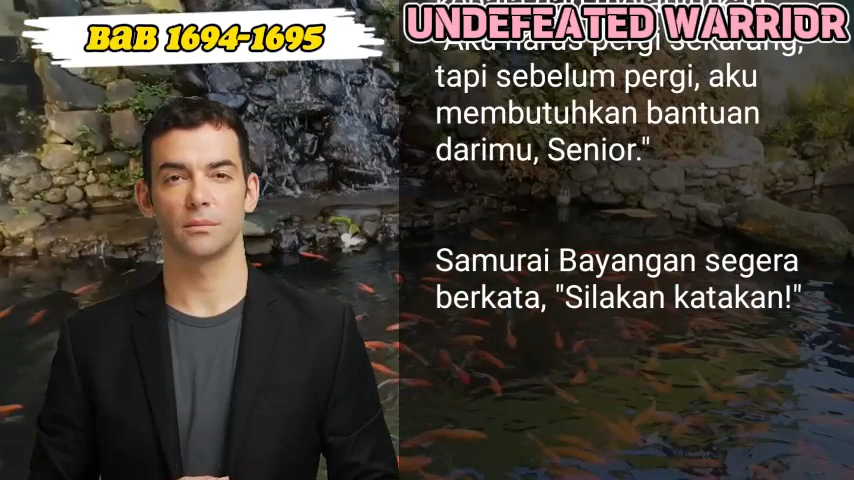 BAB 1694-1695
UNDEFEATED WARRIOR
"Aku harus pergi sekarang,
tapi sebelum pergi, aku
membutuhkan bantuan
darimu, Senior."
Samurai Bayangan segera
berkata, "Silakan katakan!"